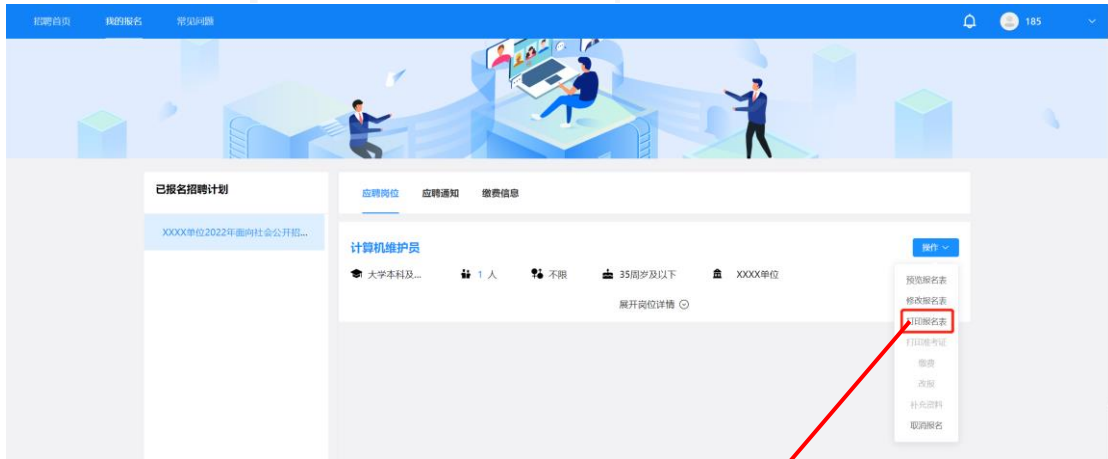 招聘首页 我的报名 常见问题 185
已报名招聘计划
应聘岗位 应聘通知 缴费信息
XXXX单位2022年面向社会公开招...
计算机维护员
操作
大学本科及... 1 人 不限 35周岁及以下 XXXX单位
展开岗位详情
预览报名表
修改报名表
打印报名表
打印准考证
缴费
改报
补充资料
取消报名